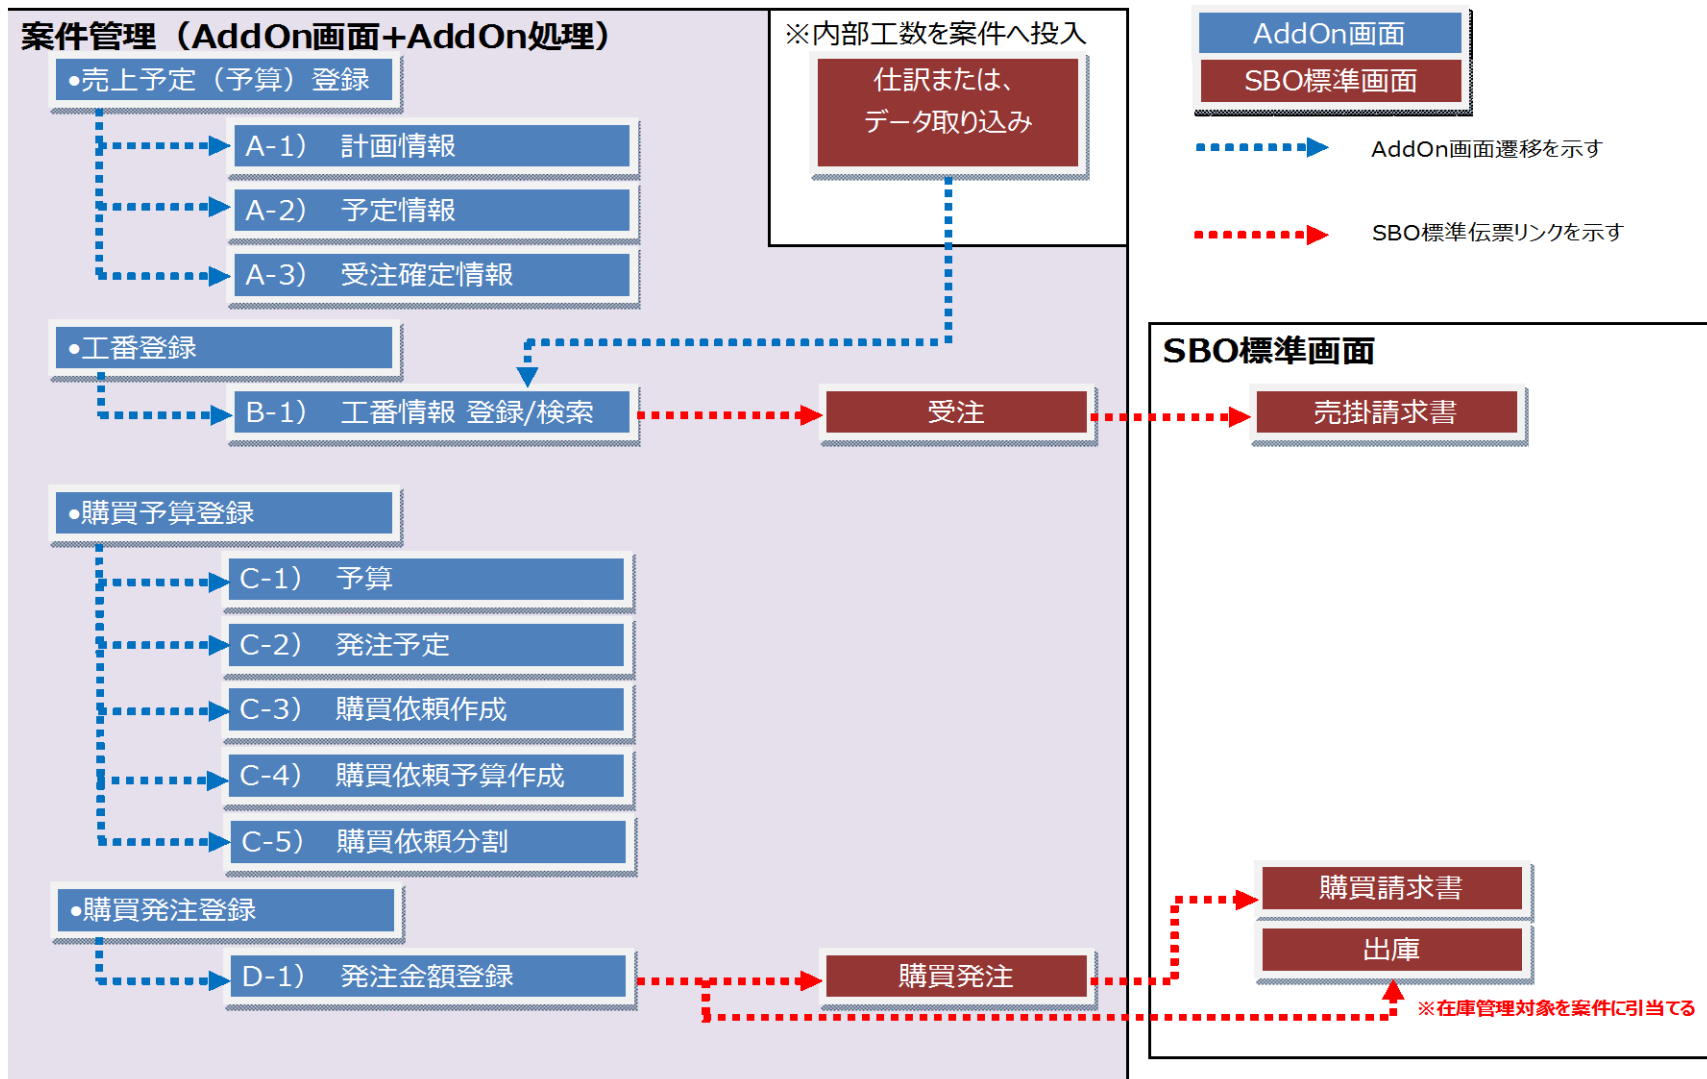 案件管理（AddOn画面+AddOn処理）
•売上予定（予算）登録
A-1） 計画情報
A-2） 予定情報
A-3） 受注確定情報
※内部工数を案件へ投入
仕訳または、
データ取り込み
AddOn画面
SBO標準画面
AddOn画面遷移を示す
SBO標準伝票リンクを示す
•工番登録
B-1） 工番情報 登録/検索
受注
SBO標準画面
売掛請求書
•購買予算登録
C-1） 予算
C-2） 発注予定
C-3） 購買依頼作成
C-4） 購買依頼予算作成
C-5） 購買依頼分割
•購買発注登録
D-1） 発注金額登録
購買発注
購買請求書
出庫
※在庫管理対象を案件に引当てる